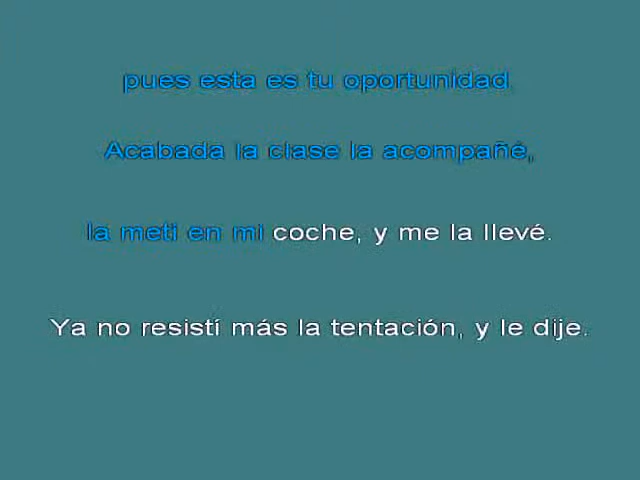 pues esta es tu oportunidad
Acabada la clase la acompañé,
la metí en mi coche, y me la llevé.
Ya no resistí más la tentación, y le dije.